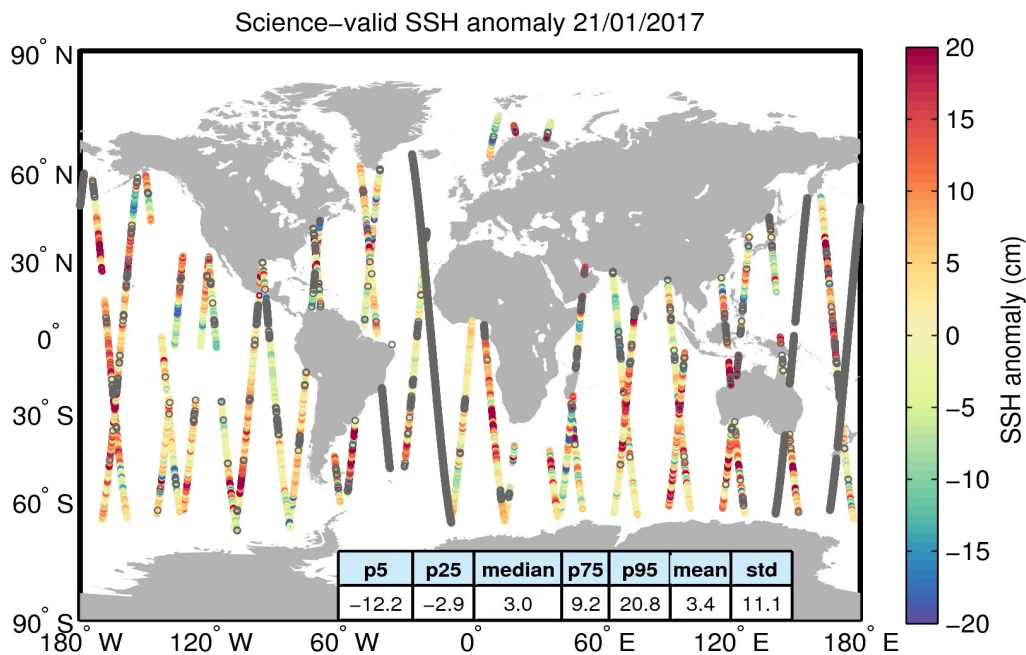 Science−valid SSH anomaly 21/01/2017
90° N
60° N
30° N
0°
30° S
60° S
90° S
180° W
120° W
60° W
0°
60° E
120° E
180° E
p5 p25 median p75 p95 mean std
−12.2 −2.9 3.0 9.2 20.8 3.4 11.1
20
15
10
5
0
−5
−10
−15
−20
SSH anomaly (cm)